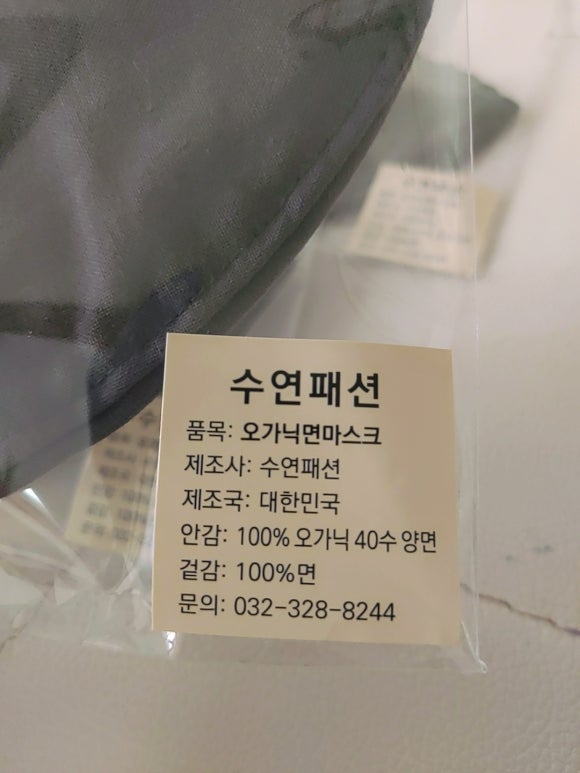 수연패션
품목: 오가닉면마스크
제조사: 수연패션
제조국: 대한민국
안감: 100% 오가닉 40수 양면
겉감: 100%면
문의: 032-328-8244